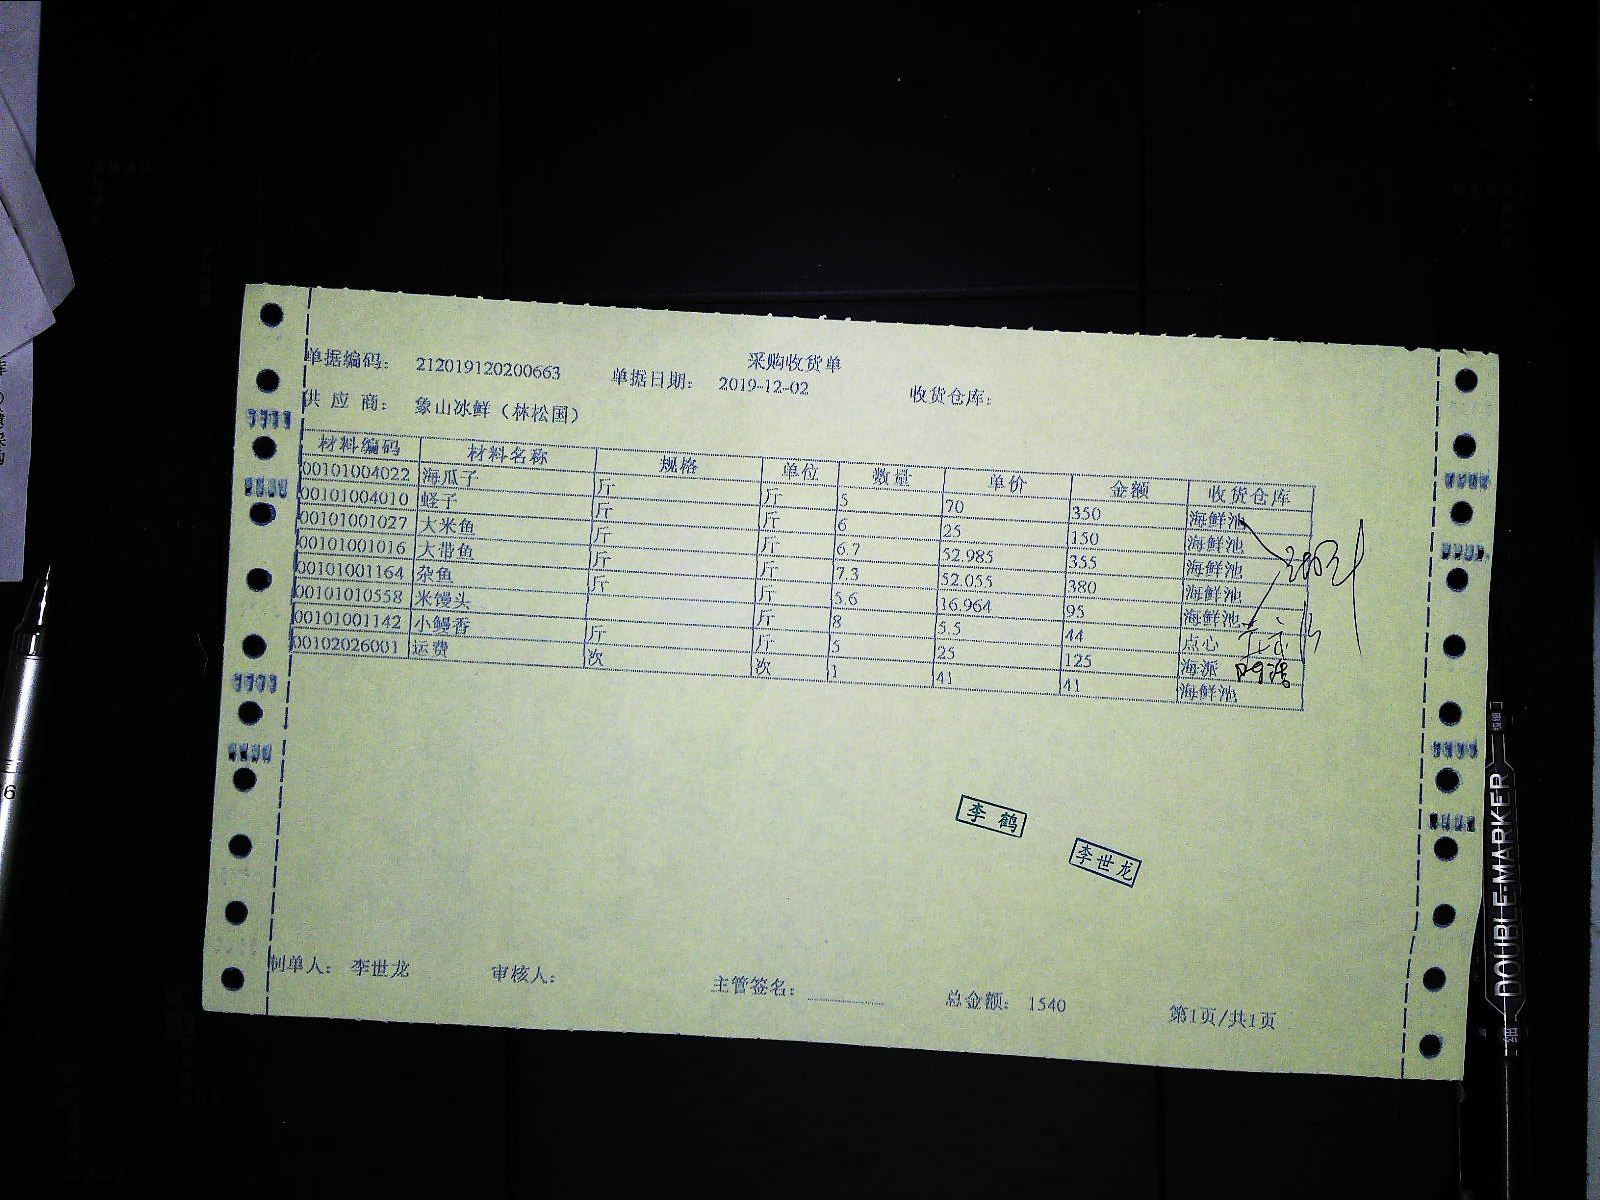 采购收货单
单据编码: 212019120200663 单据日期: 2019-12-02 收货仓库:
供 应 商: 象山冰鲜（林松国）
材料编码 材料名称 规格 单位 数量 单价 金额 收货仓库
00101004022 海瓜子 斤 斤 5 70 350 海鲜池
00101004010 蛏子 斤 斤 6 25 150 海鲜池
00101001027 大米鱼 斤 斤 6.7 52.985 355 海鲜池
00101001016 大带鱼 斤 斤 7.3 52.055 380 海鲜池
00101001164 杂鱼 斤 斤 5.6 16.964 95 海鲜池
00101010558 米馒头 斤 8 5.5 44 点心
00101001142 小鳗香 斤 斤 5 25 125 海派
00102026001 运费 次 次 1 41 41 海鲜池
李 鹤
李世龙
制单人: 李世龙 审核人: 主管签名: 总金额: 1540 第1页/共1页
DOUBLE-MARKER